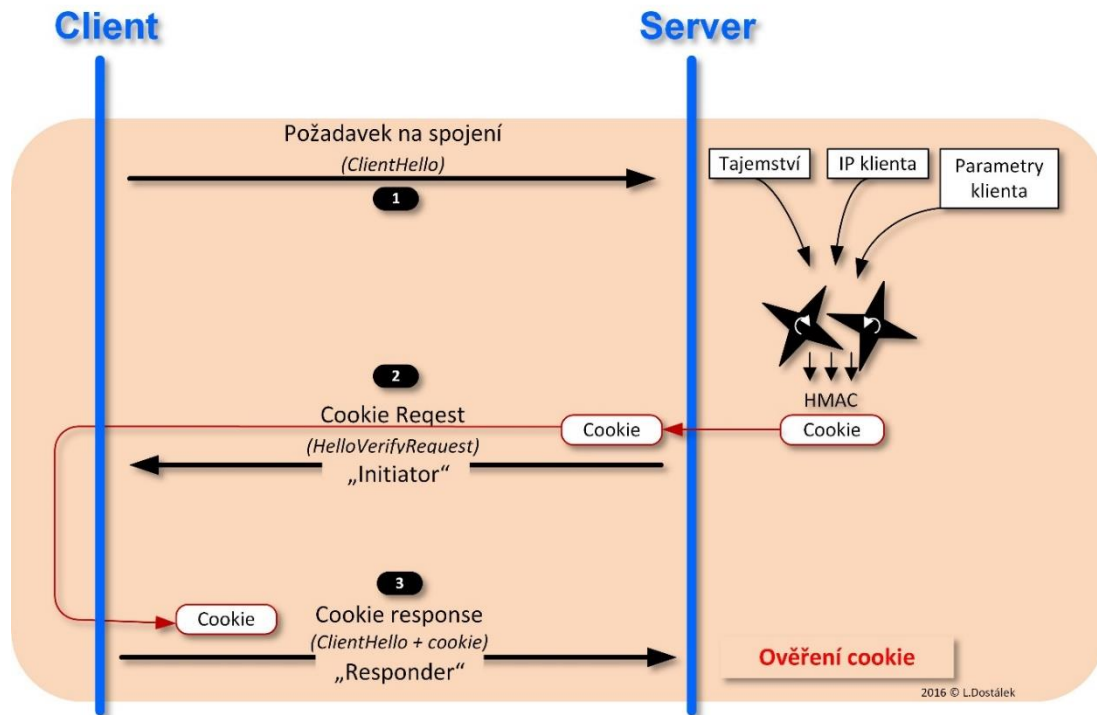 Client
Server
Požadavek na spojení
(ClientHello)
1
Tajemství
IP klienta
Parametry
klienta
HMAC
Cookie
2
Cookie Reqest
Cookie
(HelloVerifyRequest)
„Initiator“
3
Cookie
Cookie response
(ClientHello + cookie)
„Responder“
Ověření cookie
2016 © L.Dostálek